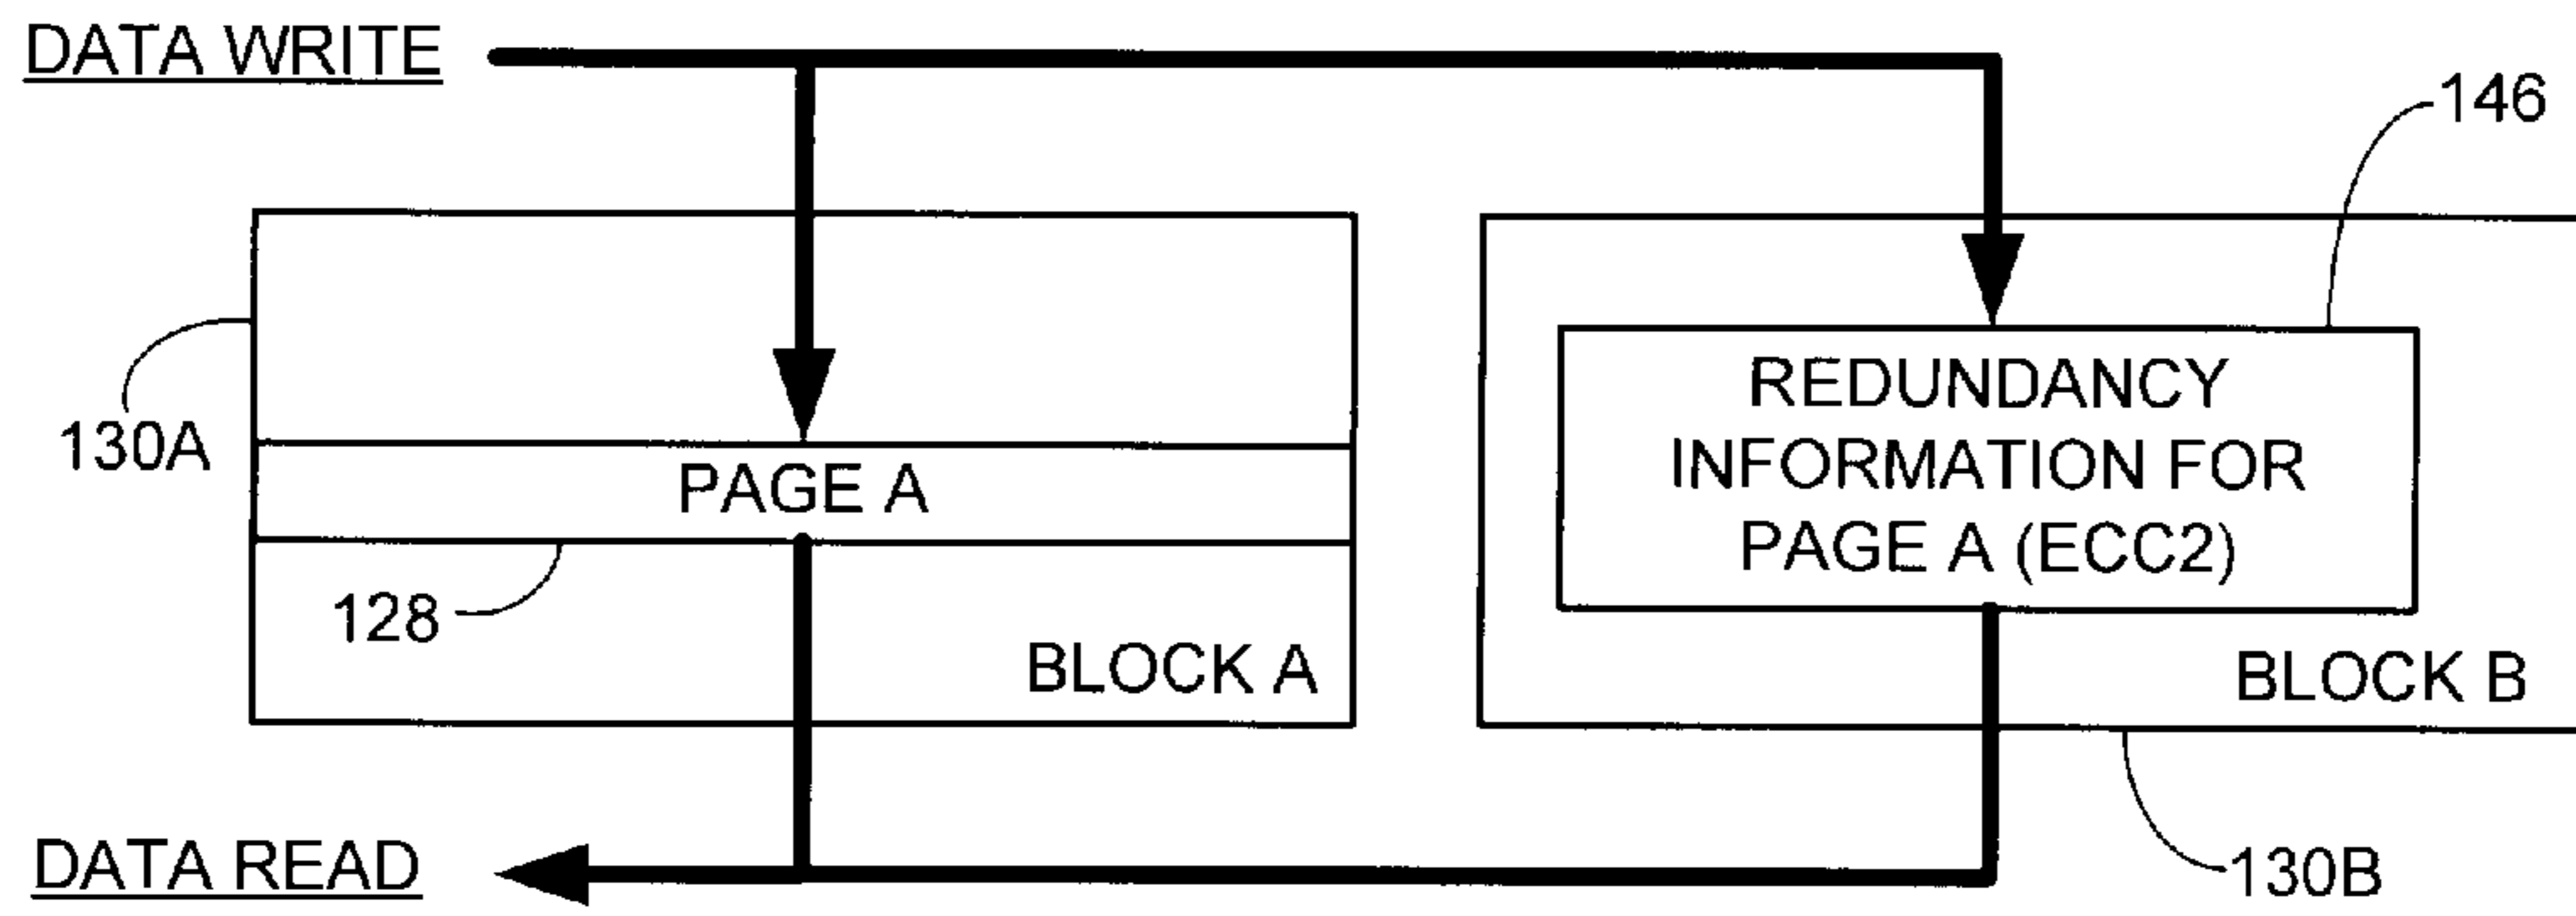 DATA WRITE
146
130A
PAGE A
REDUNDANCY
INFORMATION FOR
PAGE A (ECC2)
128
BLOCK A
BLOCK B
DATA READ
130B